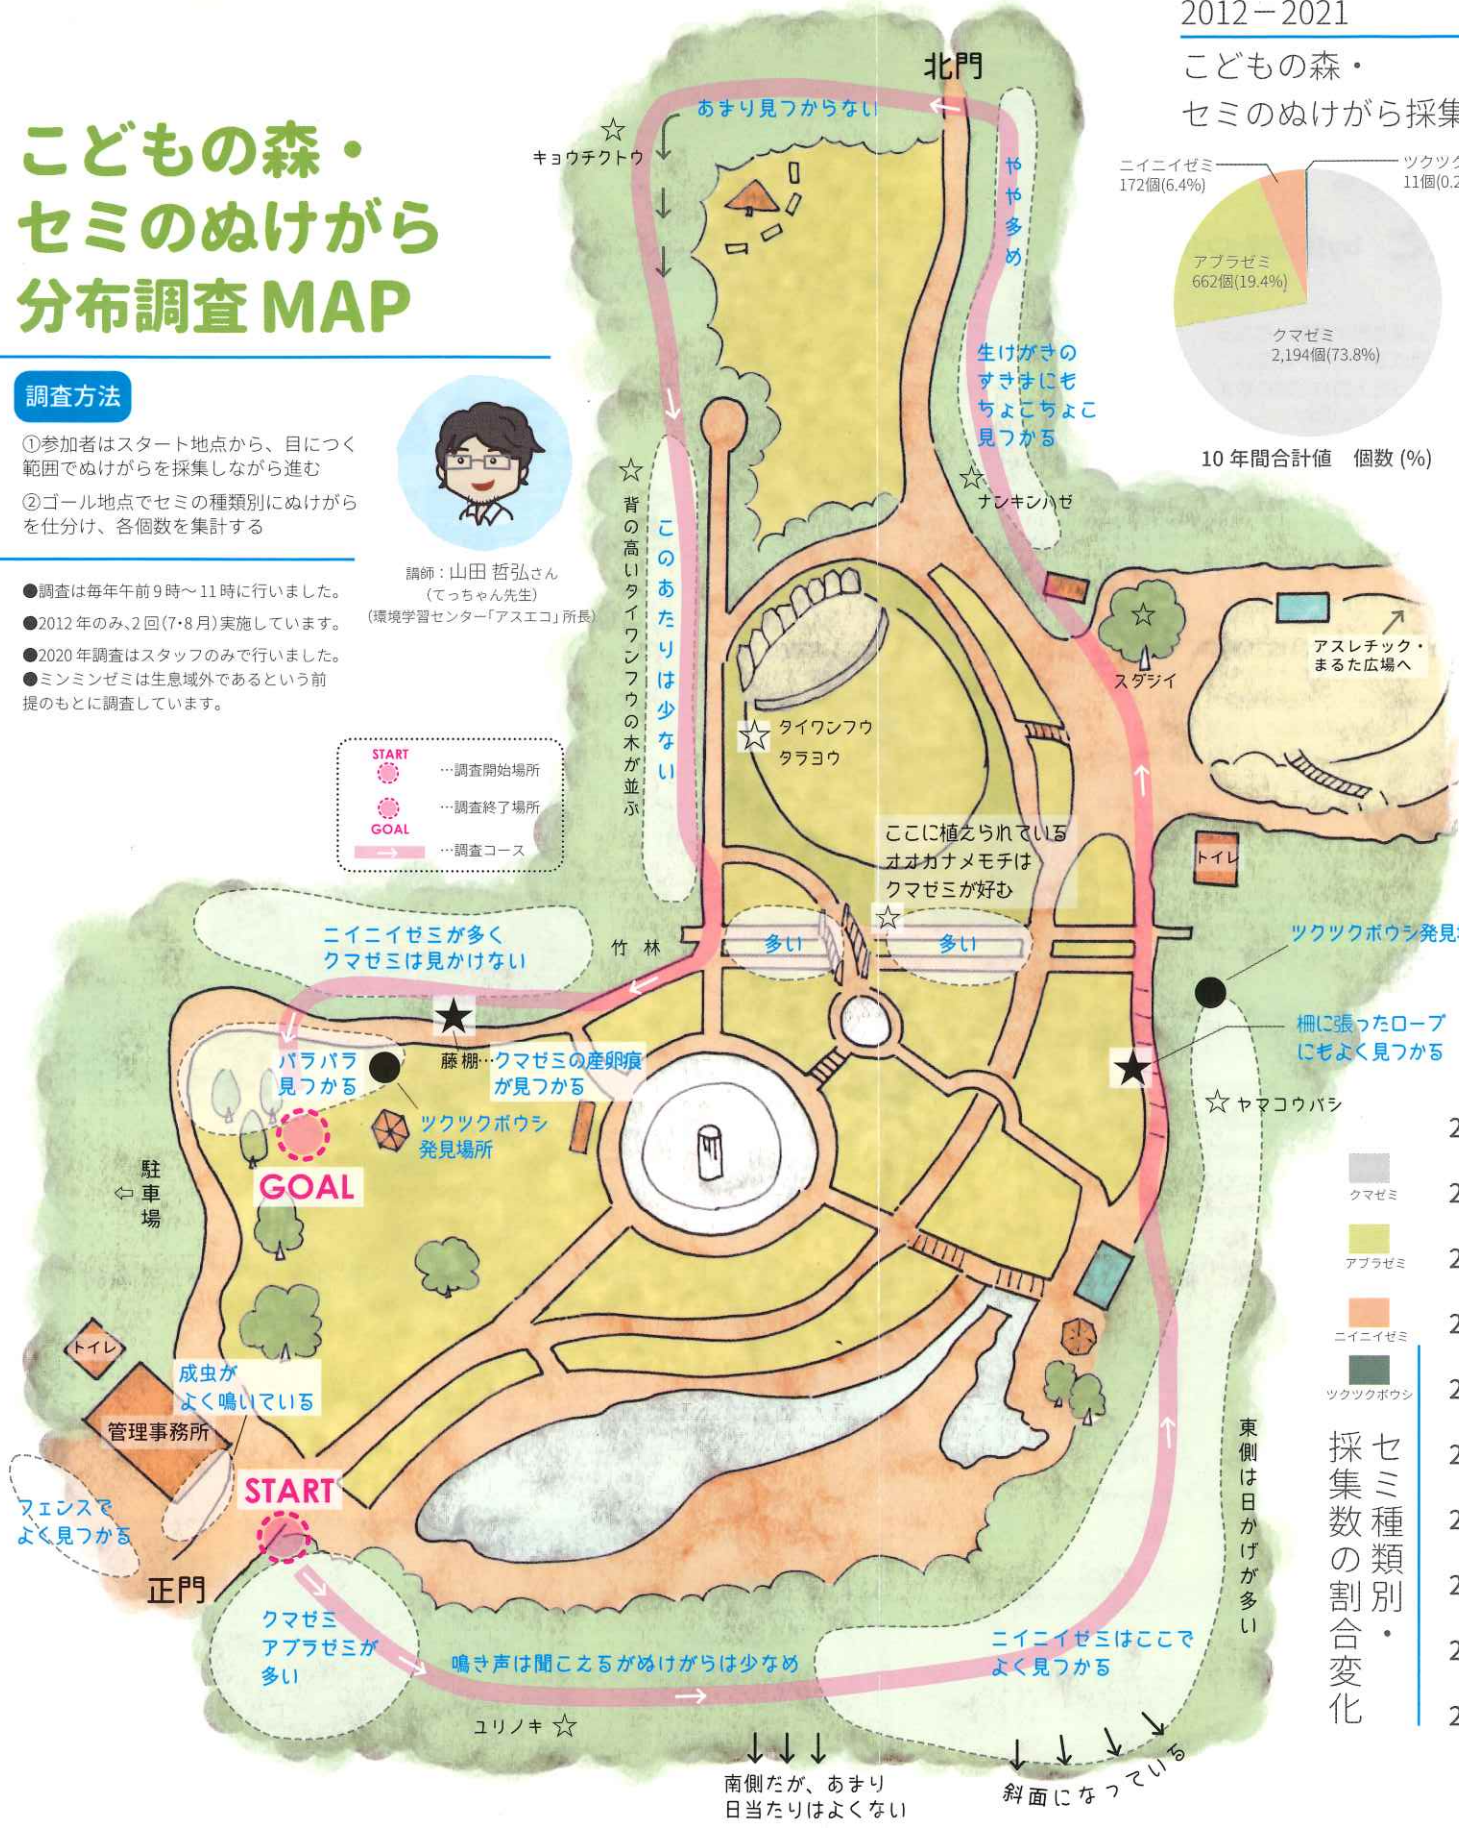 こどもの森・
セミのぬけがら
分布調査MAP
調査方法
①参加者はスタート地点から、目につく
範囲でぬけがらを採集しながら進む
②ゴール地点でセミの種類別にぬけがら
を仕分け、各個数を集計する
●調査は毎年午前9時〜11時に行いました。
●2012年のみ、2回(7・8月)実施しています。
●2020年調査はスタッフのみで行いました。
●ミンミンゼミは生息域外であるという前
提のもとに調査しています。
講師：山田 哲弘さん
（てっちゃん先生）
（環境学習センター「アスエコ」所長）
START
…調査開始場所
…調査終了場所
GOAL
…調査コース
2012－2021
こどもの森・
セミのぬけがら採集
ニイニイゼミ
172個(6.4%)
ツクツク
11個(0.2
アブラゼミ
662個(19.4%)
クマゼミ
2,194個(73.8%)
10年間合計値　個数(%)
北門
あまり見つからない
キョウチクトウ
やや多め
生けがきの
すきまにも
ちょこちょこ
見つかる
ナンキンハゼ
背の高いタイワンフウの木が並ぶ
このあたりは少ない
スダジイ
アスレチック・
まるた広場へ
タイワンフウ
タラヨウ
ここに植えられている
オオカナメモチは
クマゼミが好む
トイレ
多い
多い
竹林
ニイニイゼミが多く
クマゼミは見かけない
ツクツクボウシ発見
柵に張ったロープ
にもよく見つかる
ヤマコウバシ
パラパラ
見つかる
藤棚…クマゼミの産卵痕
が見つかる
ツクツクボウシ
発見場所
GOAL
駐車場
トイレ
成虫が
よく鳴いている
管理事務所
START
フェンスで
よく見つかる
正門
クマゼミ
アブラゼミが
多い
鳴き声は聞こえるがぬけがらは少なめ
ユリノキ
ニイニイゼミはここで
よく見つかる
東側は日かげが多い
南側だが、あまり
日当たりはよくない
斜面になっている
クマゼミ
アブラゼミ
ニイニイゼミ
ツクツクボウシ
セミ種類別・
採集数の割合変化
2
2
2
2
2
2
2
2
2
2